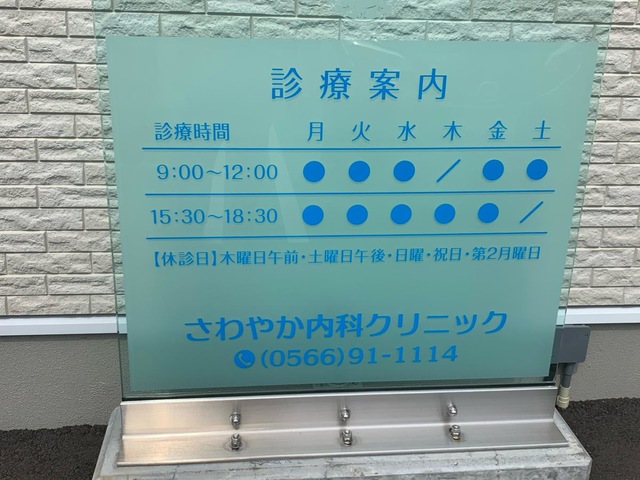 診療案内
診療時間 月 火 水 木 金 土
9:00～12:00 ● ● ● ／ ● ●
15:30～18:30 ● ● ● ● ● ／
【休診日】木曜日午前・土曜日午後・日曜・祝日・第2月曜日
さわやか内科クリニック
(0566)91-1114